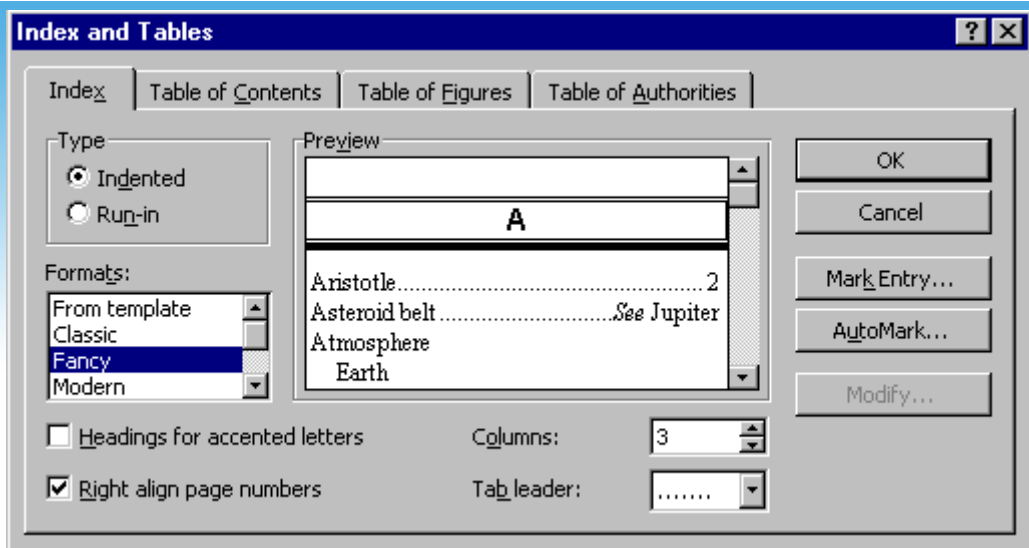 Index and Tables
Index
Table of Contents
Table of Figures
Table of Authorities
Type
Indented
Run-in
Formats:
From template
Classic
Fancy
Modern
Preview
A
Aristotle..........................................................2
Asteroid belt ................................See Jupiter
Atmosphere
Earth
OK
Cancel
Mark Entry...
AutoMark...
Modify...
Headings for accented letters
Right align page numbers
Columns:
3
Tab leader:
.......